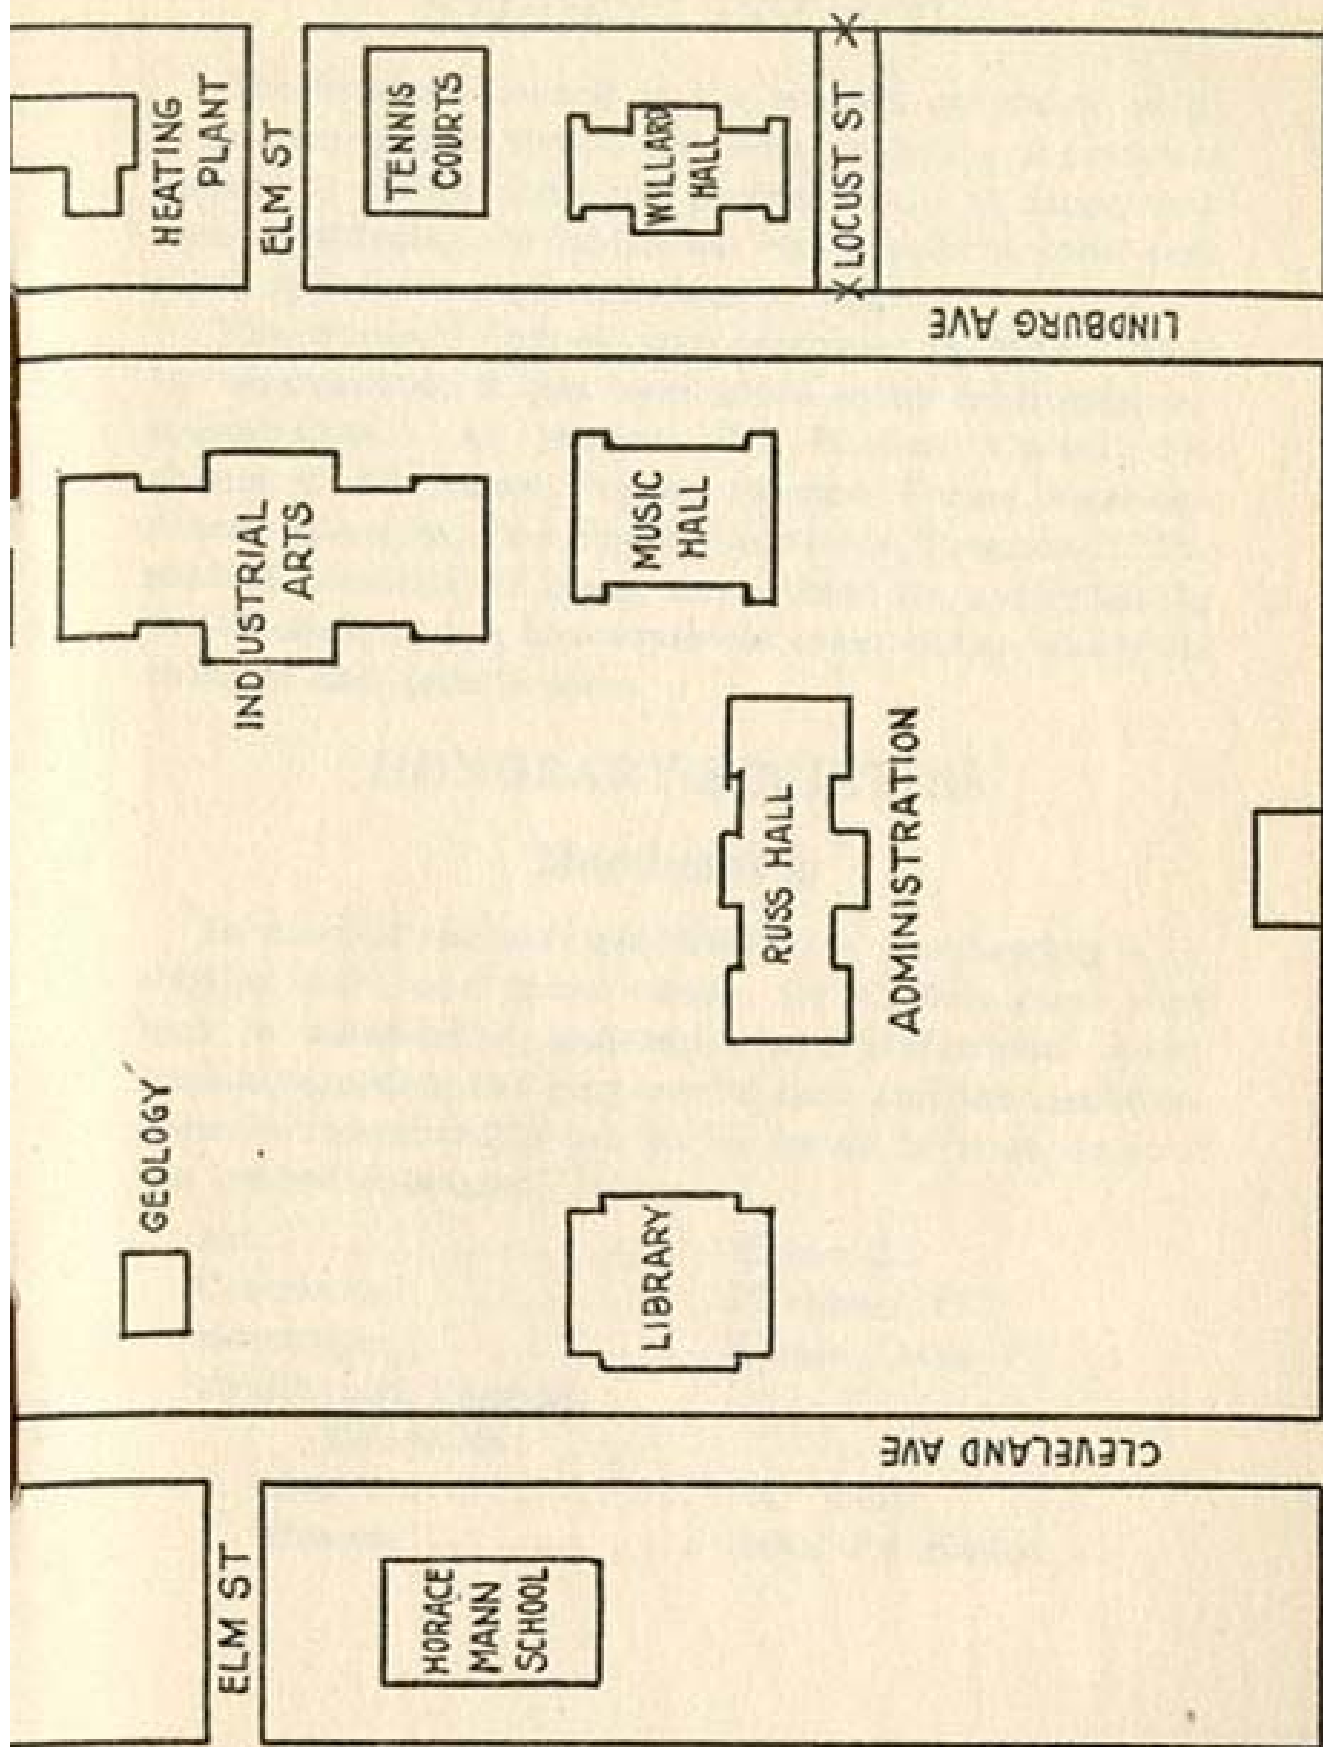 HEATING
PLANT
ELM ST
TENNIS
COURTS
WILLARD
HALL
X LOCUST ST X
LINDBURG AVE
INDUSTRIAL
ARTS
MUSIC
HALL
RUSS HALL
ADMINISTRATION
GEOLOGY
LIBRARY
CLEVELAND AVE
ELM ST
HORACE
MANN
SCHOOL